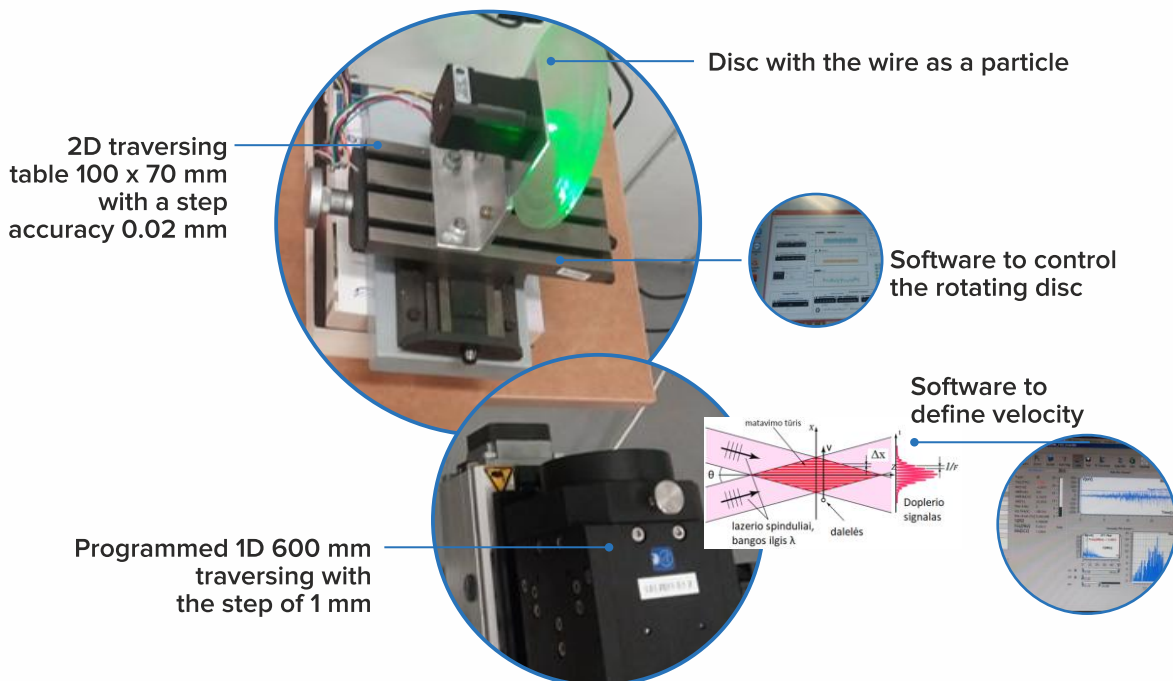 Disc with the wire as a particle
2D traversing
table 100 x 70 mm
with a step
accuracy 0.02 mm
Software to control
the rotating disc
Software to
define velocity
matavimo tūris
x
v
Δx
θ
z
t
1/F
Doplerio
signalas
lazerio spinduliai,
bangos ilgis λ
dalelės
Programmed 1D 600 mm
traversing with
the step of 1 mm